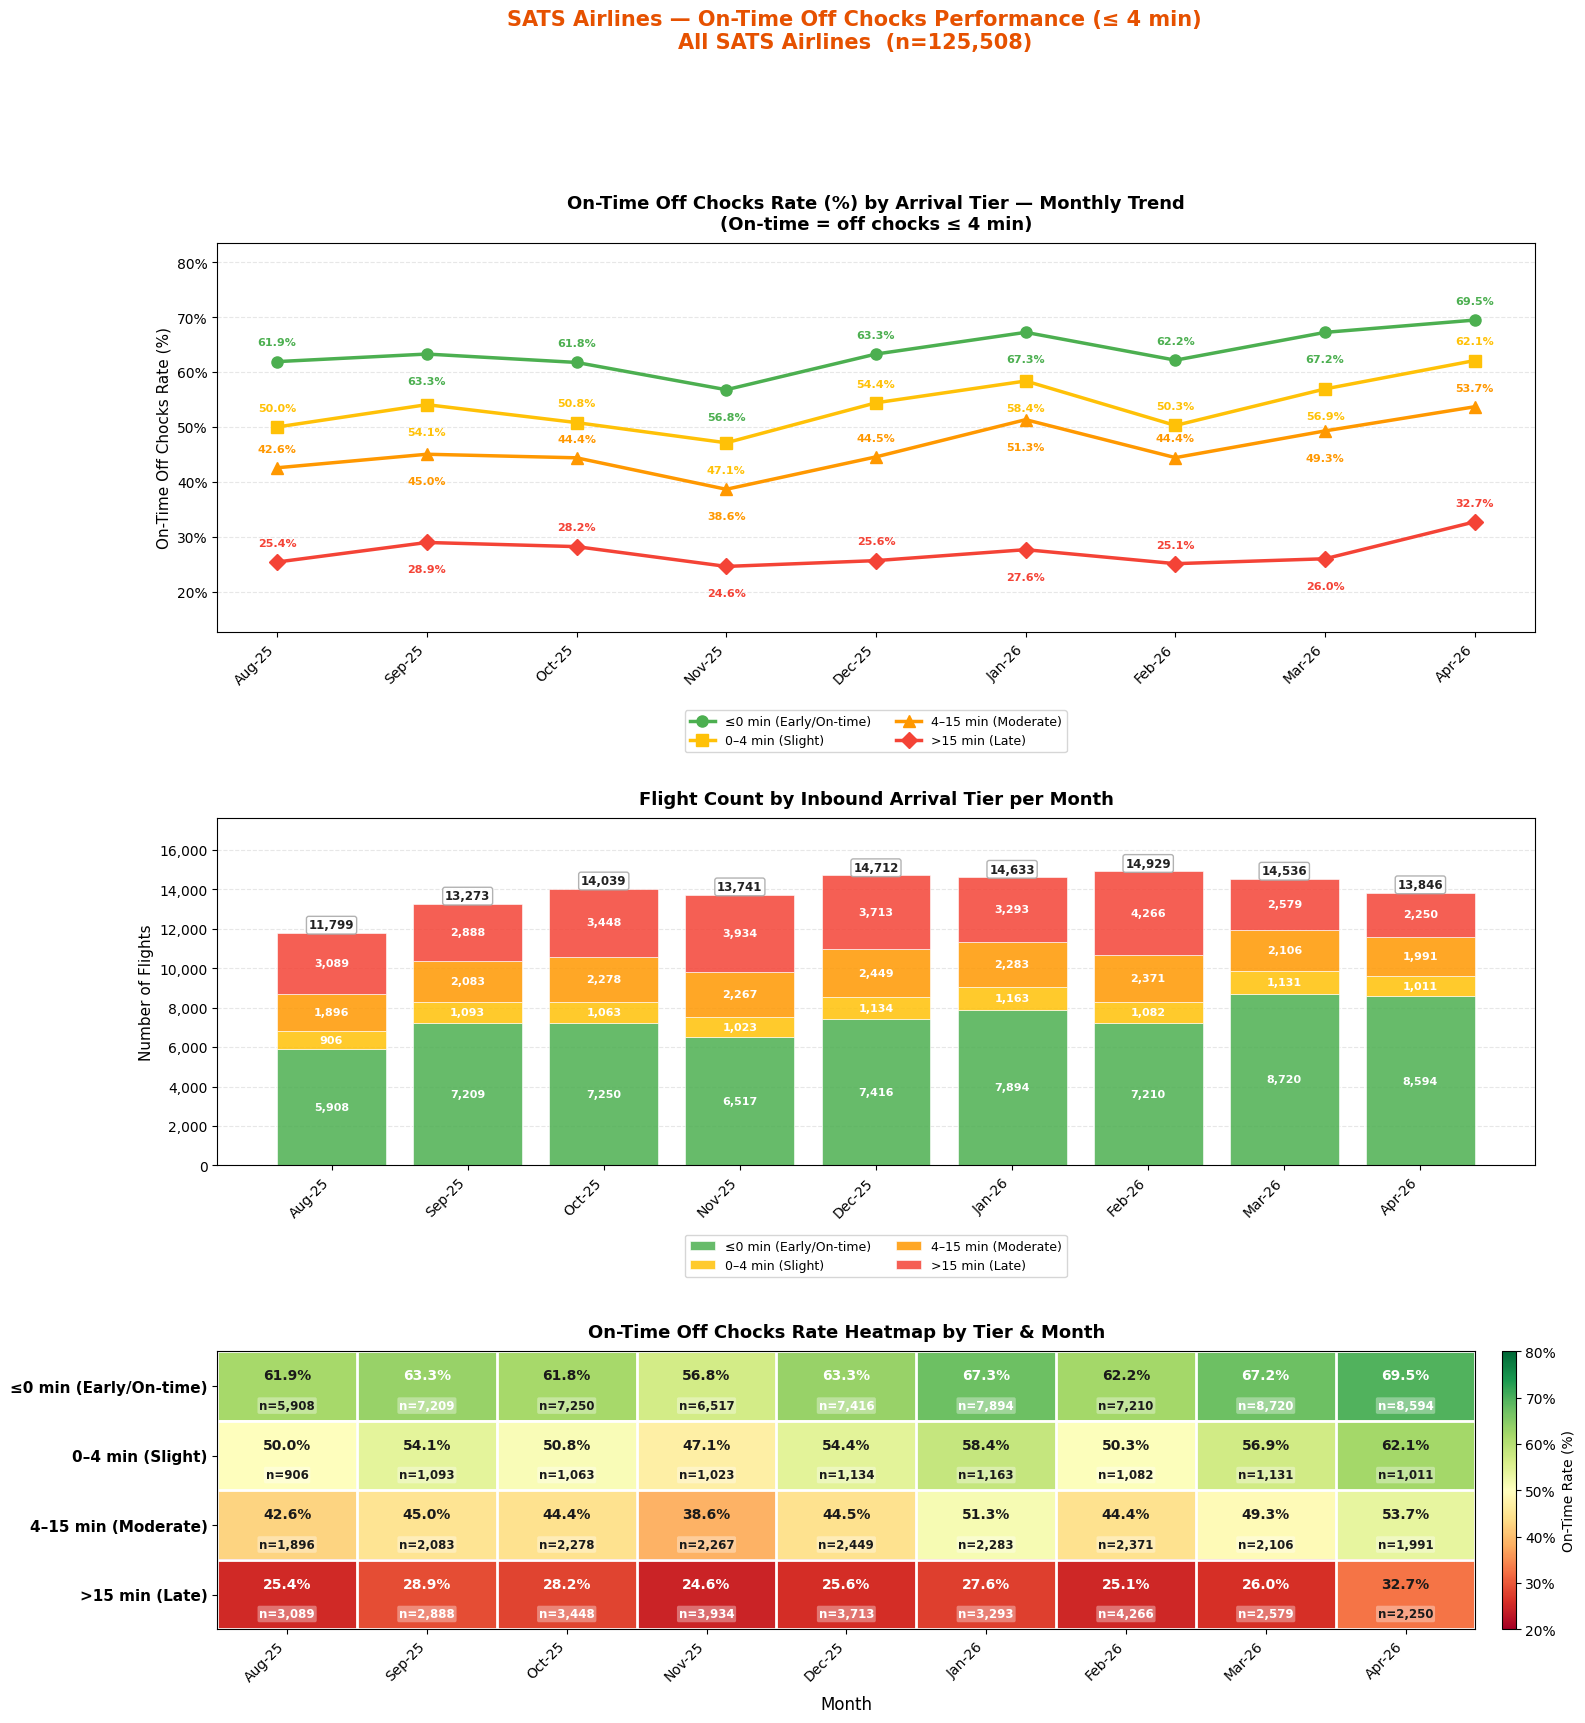 SATS Airlines — On-Time Off Chocks Performance (≤ 4 min)
All SATS Airlines (n=125,508)
On-Time Off Chocks Rate (%) by Arrival Tier — Monthly Trend
(On-time = off chocks ≤ 4 min)
On-Time Off Chocks Rate (%)
80%
70%
60%
50%
40%
30%
20%
61.9% 63.3% 61.8% 56.8% 63.3% 67.3% 62.2% 67.2% 69.5%
50.0% 54.1% 50.8% 47.1% 54.4% 58.4% 50.3% 56.9% 62.1%
42.6% 45.0% 44.4% 38.6% 44.5% 51.3% 44.4% 49.3% 53.7%
25.4% 28.9% 28.2% 24.6% 25.6% 27.6% 25.1% 26.0% 32.7%
Aug-25 Sep-25 Oct-25 Nov-25 Dec-25 Jan-26 Feb-26 Mar-26 Apr-26
≤0 min (Early/On-time) 4–15 min (Moderate)
0–4 min (Slight) >15 min (Late)
Flight Count by Inbound Arrival Tier per Month
Number of Flights
16,000
14,000
12,000
10,000
8,000
6,000
4,000
2,000
0
11,799 13,273 14,039 13,741 14,712 14,633 14,929 14,536 13,846
3,089 2,888 3,448 3,934 3,713 3,293 4,266 2,579 2,250
1,896 2,083 2,278 2,267 2,449 2,283 2,371 2,106 1,991
906 1,093 1,063 1,023 1,134 1,163 1,082 1,131 1,011
5,908 7,209 7,250 6,517 7,416 7,894 7,210 8,720 8,594
Aug-25 Sep-25 Oct-25 Nov-25 Dec-25 Jan-26 Feb-26 Mar-26 Apr-26
≤0 min (Early/On-time) 4–15 min (Moderate)
0–4 min (Slight) >15 min (Late)
On-Time Off Chocks Rate Heatmap by Tier & Month
≤0 min (Early/On-time)
61.9% 63.3% 61.8% 56.8% 63.3% 67.3% 62.2% 67.2% 69.5%
n=5,908 n=7,209 n=7,250 n=6,517 n=7,416 n=7,894 n=7,210 n=8,720 n=8,594
0–4 min (Slight)
50.0% 54.1% 50.8% 47.1% 54.4% 58.4% 50.3% 56.9% 62.1%
n=906 n=1,093 n=1,063 n=1,023 n=1,134 n=1,163 n=1,082 n=1,131 n=1,011
4–15 min (Moderate)
42.6% 45.0% 44.4% 38.6% 44.5% 51.3% 44.4% 49.3% 53.7%
n=1,896 n=2,083 n=2,278 n=2,267 n=2,449 n=2,283 n=2,371 n=2,106 n=1,991
>15 min (Late)
25.4% 28.9% 28.2% 24.6% 25.6% 27.6% 25.1% 26.0% 32.7%
n=3,089 n=2,888 n=3,448 n=3,934 n=3,713 n=3,293 n=4,266 n=2,579 n=2,250
Aug-25 Sep-25 Oct-25 Nov-25 Dec-25 Jan-26 Feb-26 Mar-26 Apr-26
Month
80%
70%
60%
50%
40%
30%
20%
On-Time Rate (%)